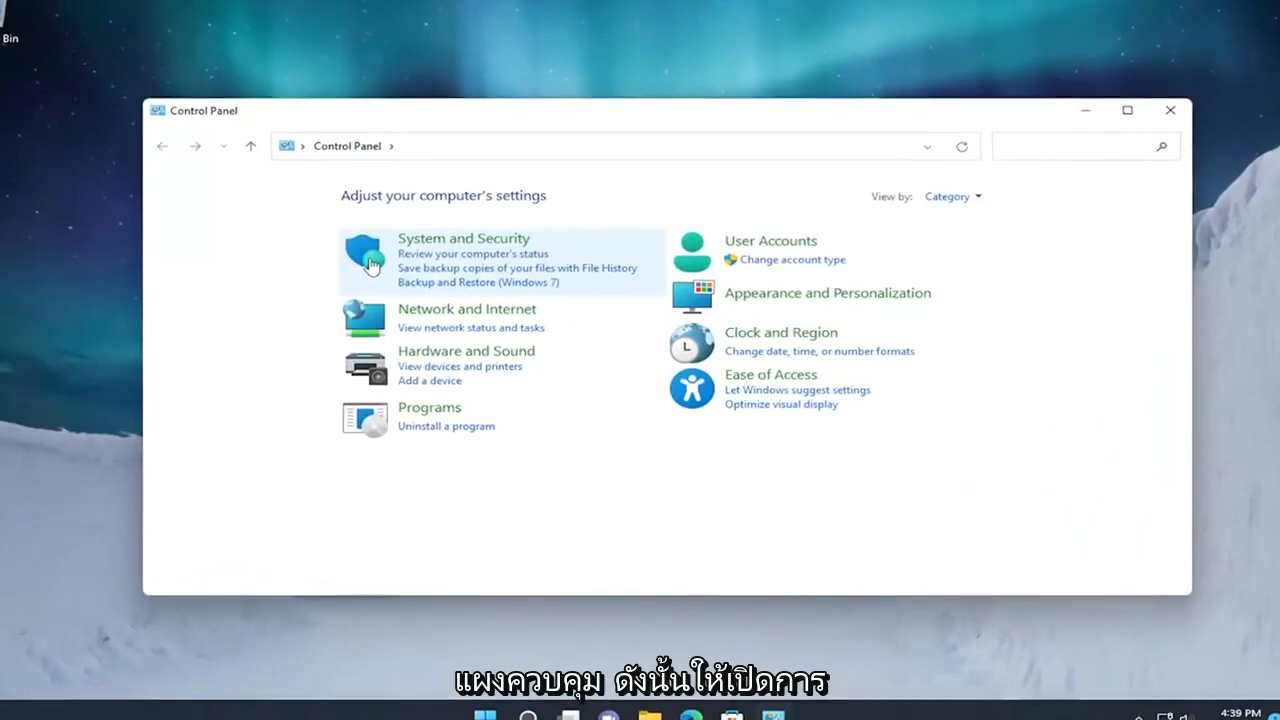 Bin
Control Panel
Control Panel
Adjust your computer's settings
View by: Category
System and Security
Review your computer's status
Save backup copies of your files with File History
Backup and Restore (Windows 7)
Network and Internet
View network status and tasks
Hardware and Sound
View devices and printers
Add a device
Programs
Uninstall a program
User Accounts
Change account type
Appearance and Personalization
Clock and Region
Change date, time, or number formats
Ease of Access
Let Windows suggest settings
Optimize visual display
แผงควบคุม ดังนั้นให้เปิดการ
4:39 PM